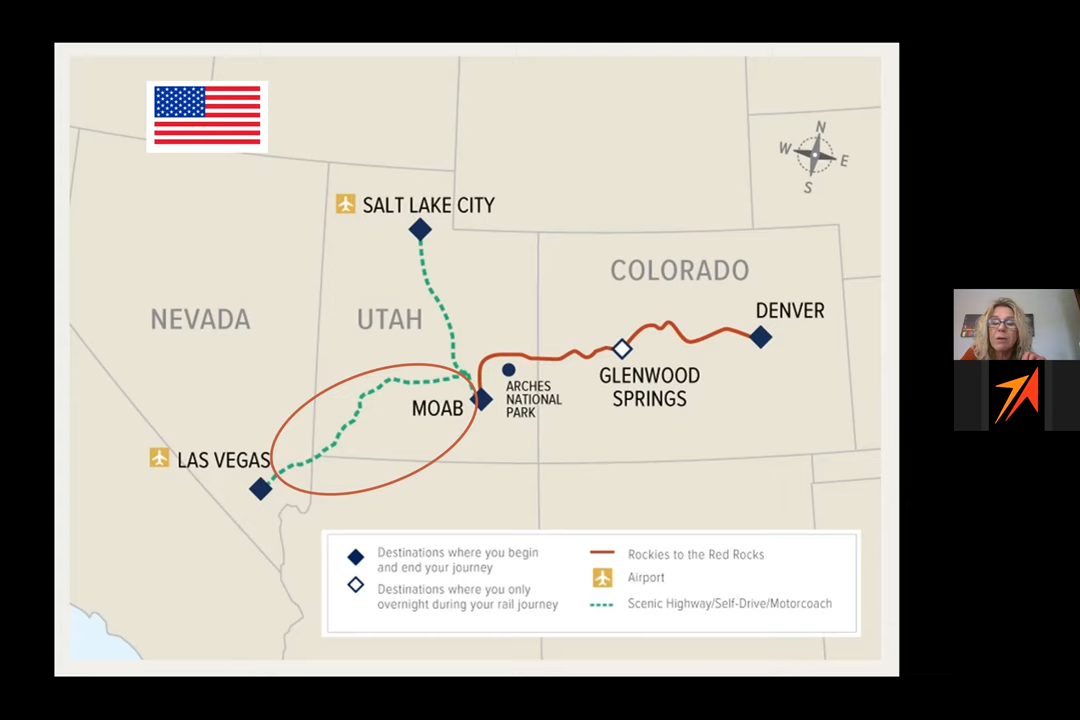 N
W
E
S
SALT LAKE CITY
COLORADO
DENVER
NEVADA
UTAH
GLENWOOD
SPRINGS
ARCHES
NATIONAL
PARK
MOAB
LAS VEGAS
Destinations where you begin
and end your journey
Destinations where you only
overnight during your rail journey
Rockies to the Red Rocks
Airport
Scenic Highway/Self-Drive/Motorcoach